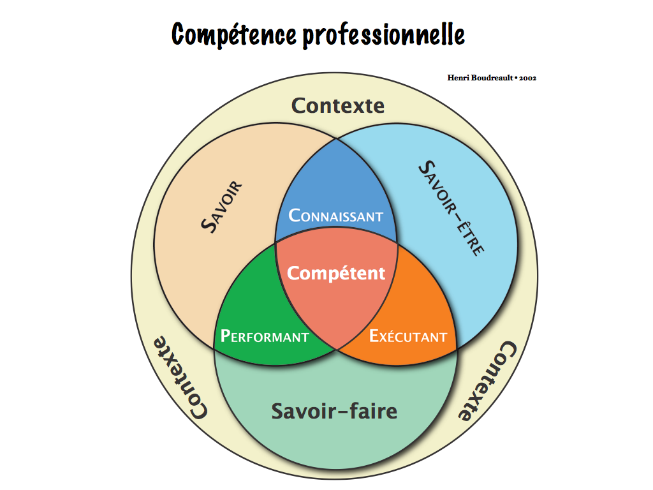 Compétence professionnelle
Henri Boudreault • 2002
Contexte
SAVOIR
SAVOIR-ÊTRE
CONNAISSANT
Compétent
PERFORMANT
EXÉCUTANT
Contexte
Contexte
Savoir-faire